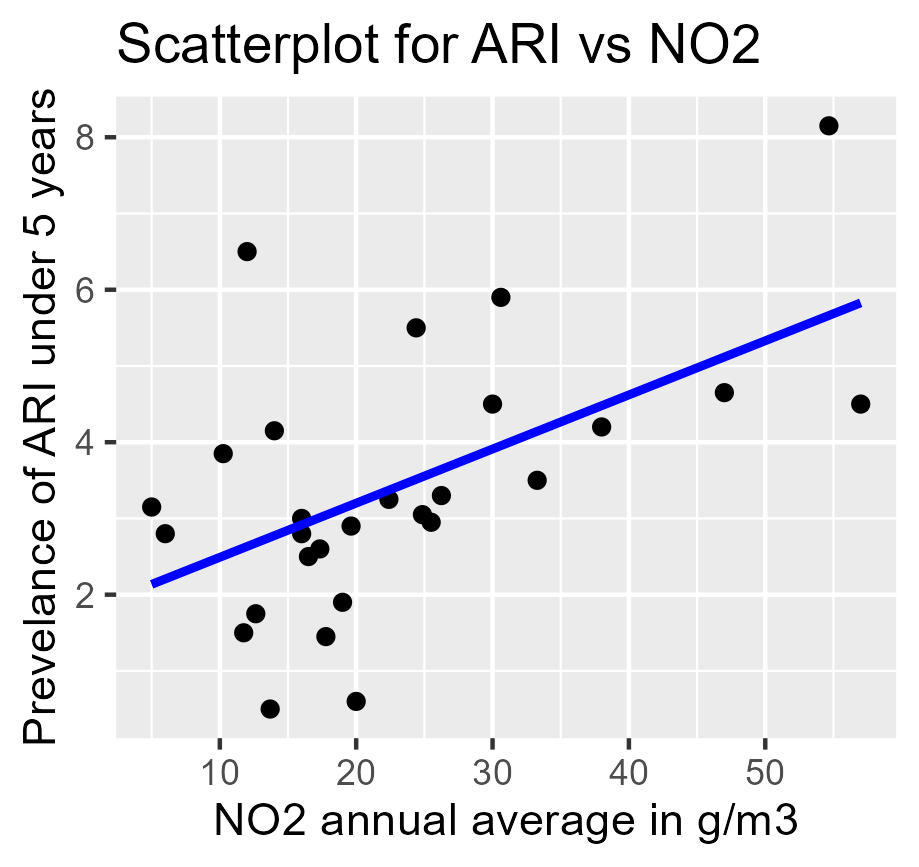 Scatterplot for ARI vs NO2
Prevelance of ARI under 5 years
8
6
4
2
10 20 30 40 50
NO2 annual average in g/m3